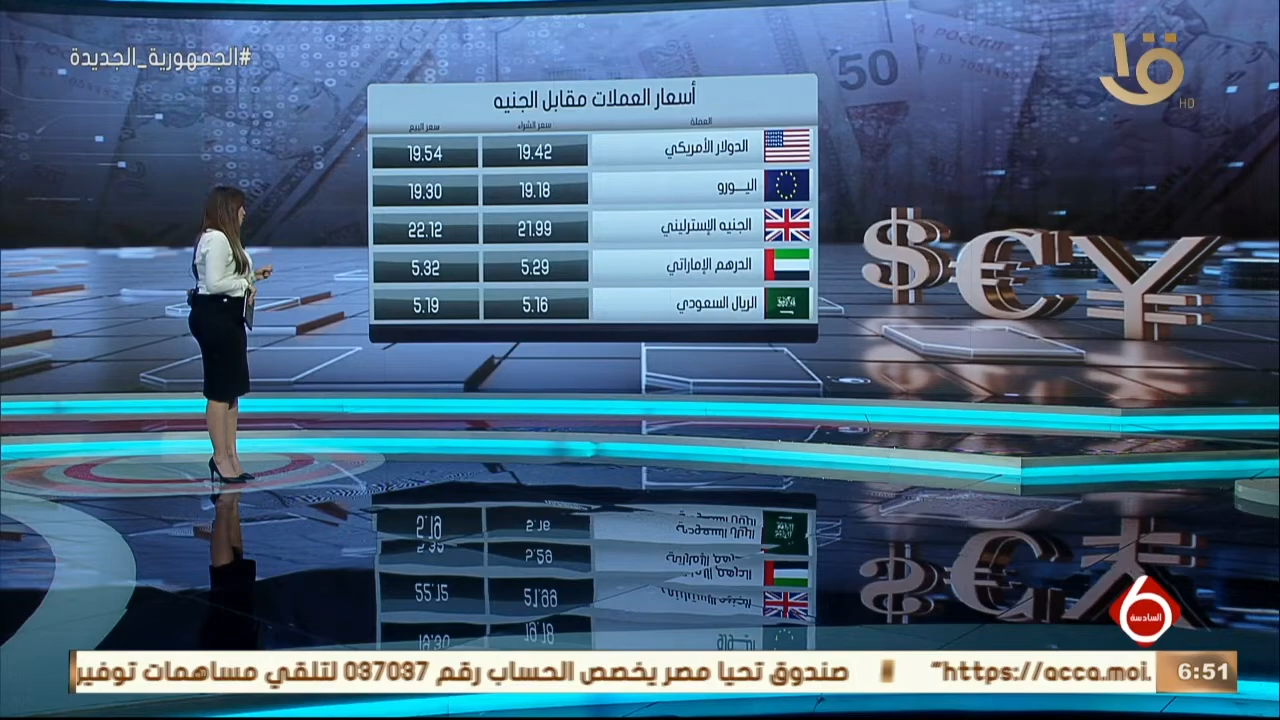 #الجمهورية_الجديدة
HD
50
أسعار العملات مقابل الجنيه
العملة سعر الشراء سعر البيع
الدولار الأمريكي 19.42 19.54
اليـــورو 19.18 19.30
الجنيه الإسترليني 21.99 22.12
الدرهم الإماراتي 5.29 5.32
الريال السعودي 5.16 5.19
$€¥
6
السادسة
6:51
"https://acca.moi.
صندوق تحيا مصر يخصص الحساب رقم 037037 لتلقي مساهمات توفير